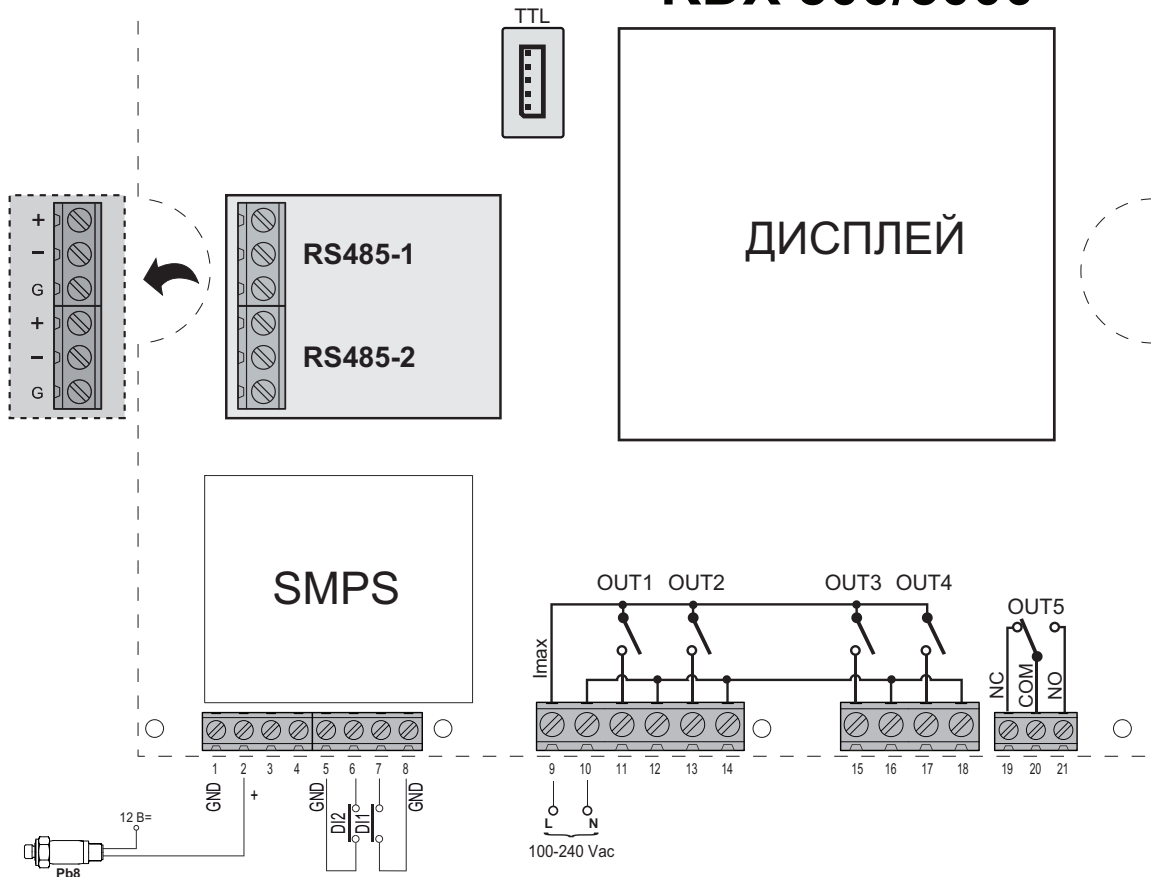 TTL
ДИСПЛЕЙ
+
–
G
+
–
G
RS485-1
RS485-2
SMPS
OUT1 OUT2 OUT3 OUT4
OUT5
Imax
NC
COM
NO
1 2 3 4 5 6 7 8
9 10 11 12 13 14
15 16 17 18
19 20 21
GND
+
GND
DI2
DI1
GND
12 В=
Pb8
L N
100-240 Vac